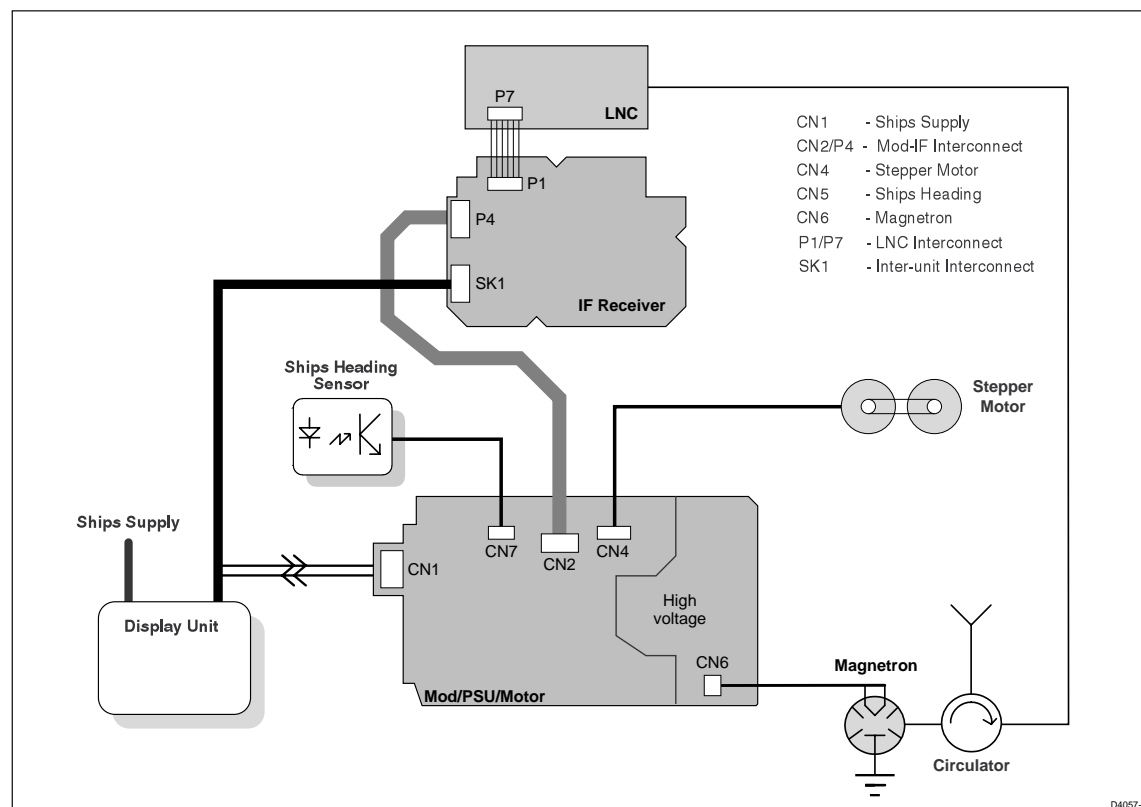 P7
LNC
P1
P4
SK1
IF Receiver
CN1 - Ships Supply
CN2/P4 - Mod-IF Interconnect
CN4 - Stepper Motor
CN5 - Ships Heading
CN6 - Magnetron
P1/P7 - LNC Interconnect
SK1 - Inter-unit Interconnect
Ships Heading
Sensor
Stepper
Motor
Ships Supply
Display Unit
CN1
CN7
CN2
CN4
High
voltage
CN6
Mod/PSU/Motor
Magnetron
Circulator